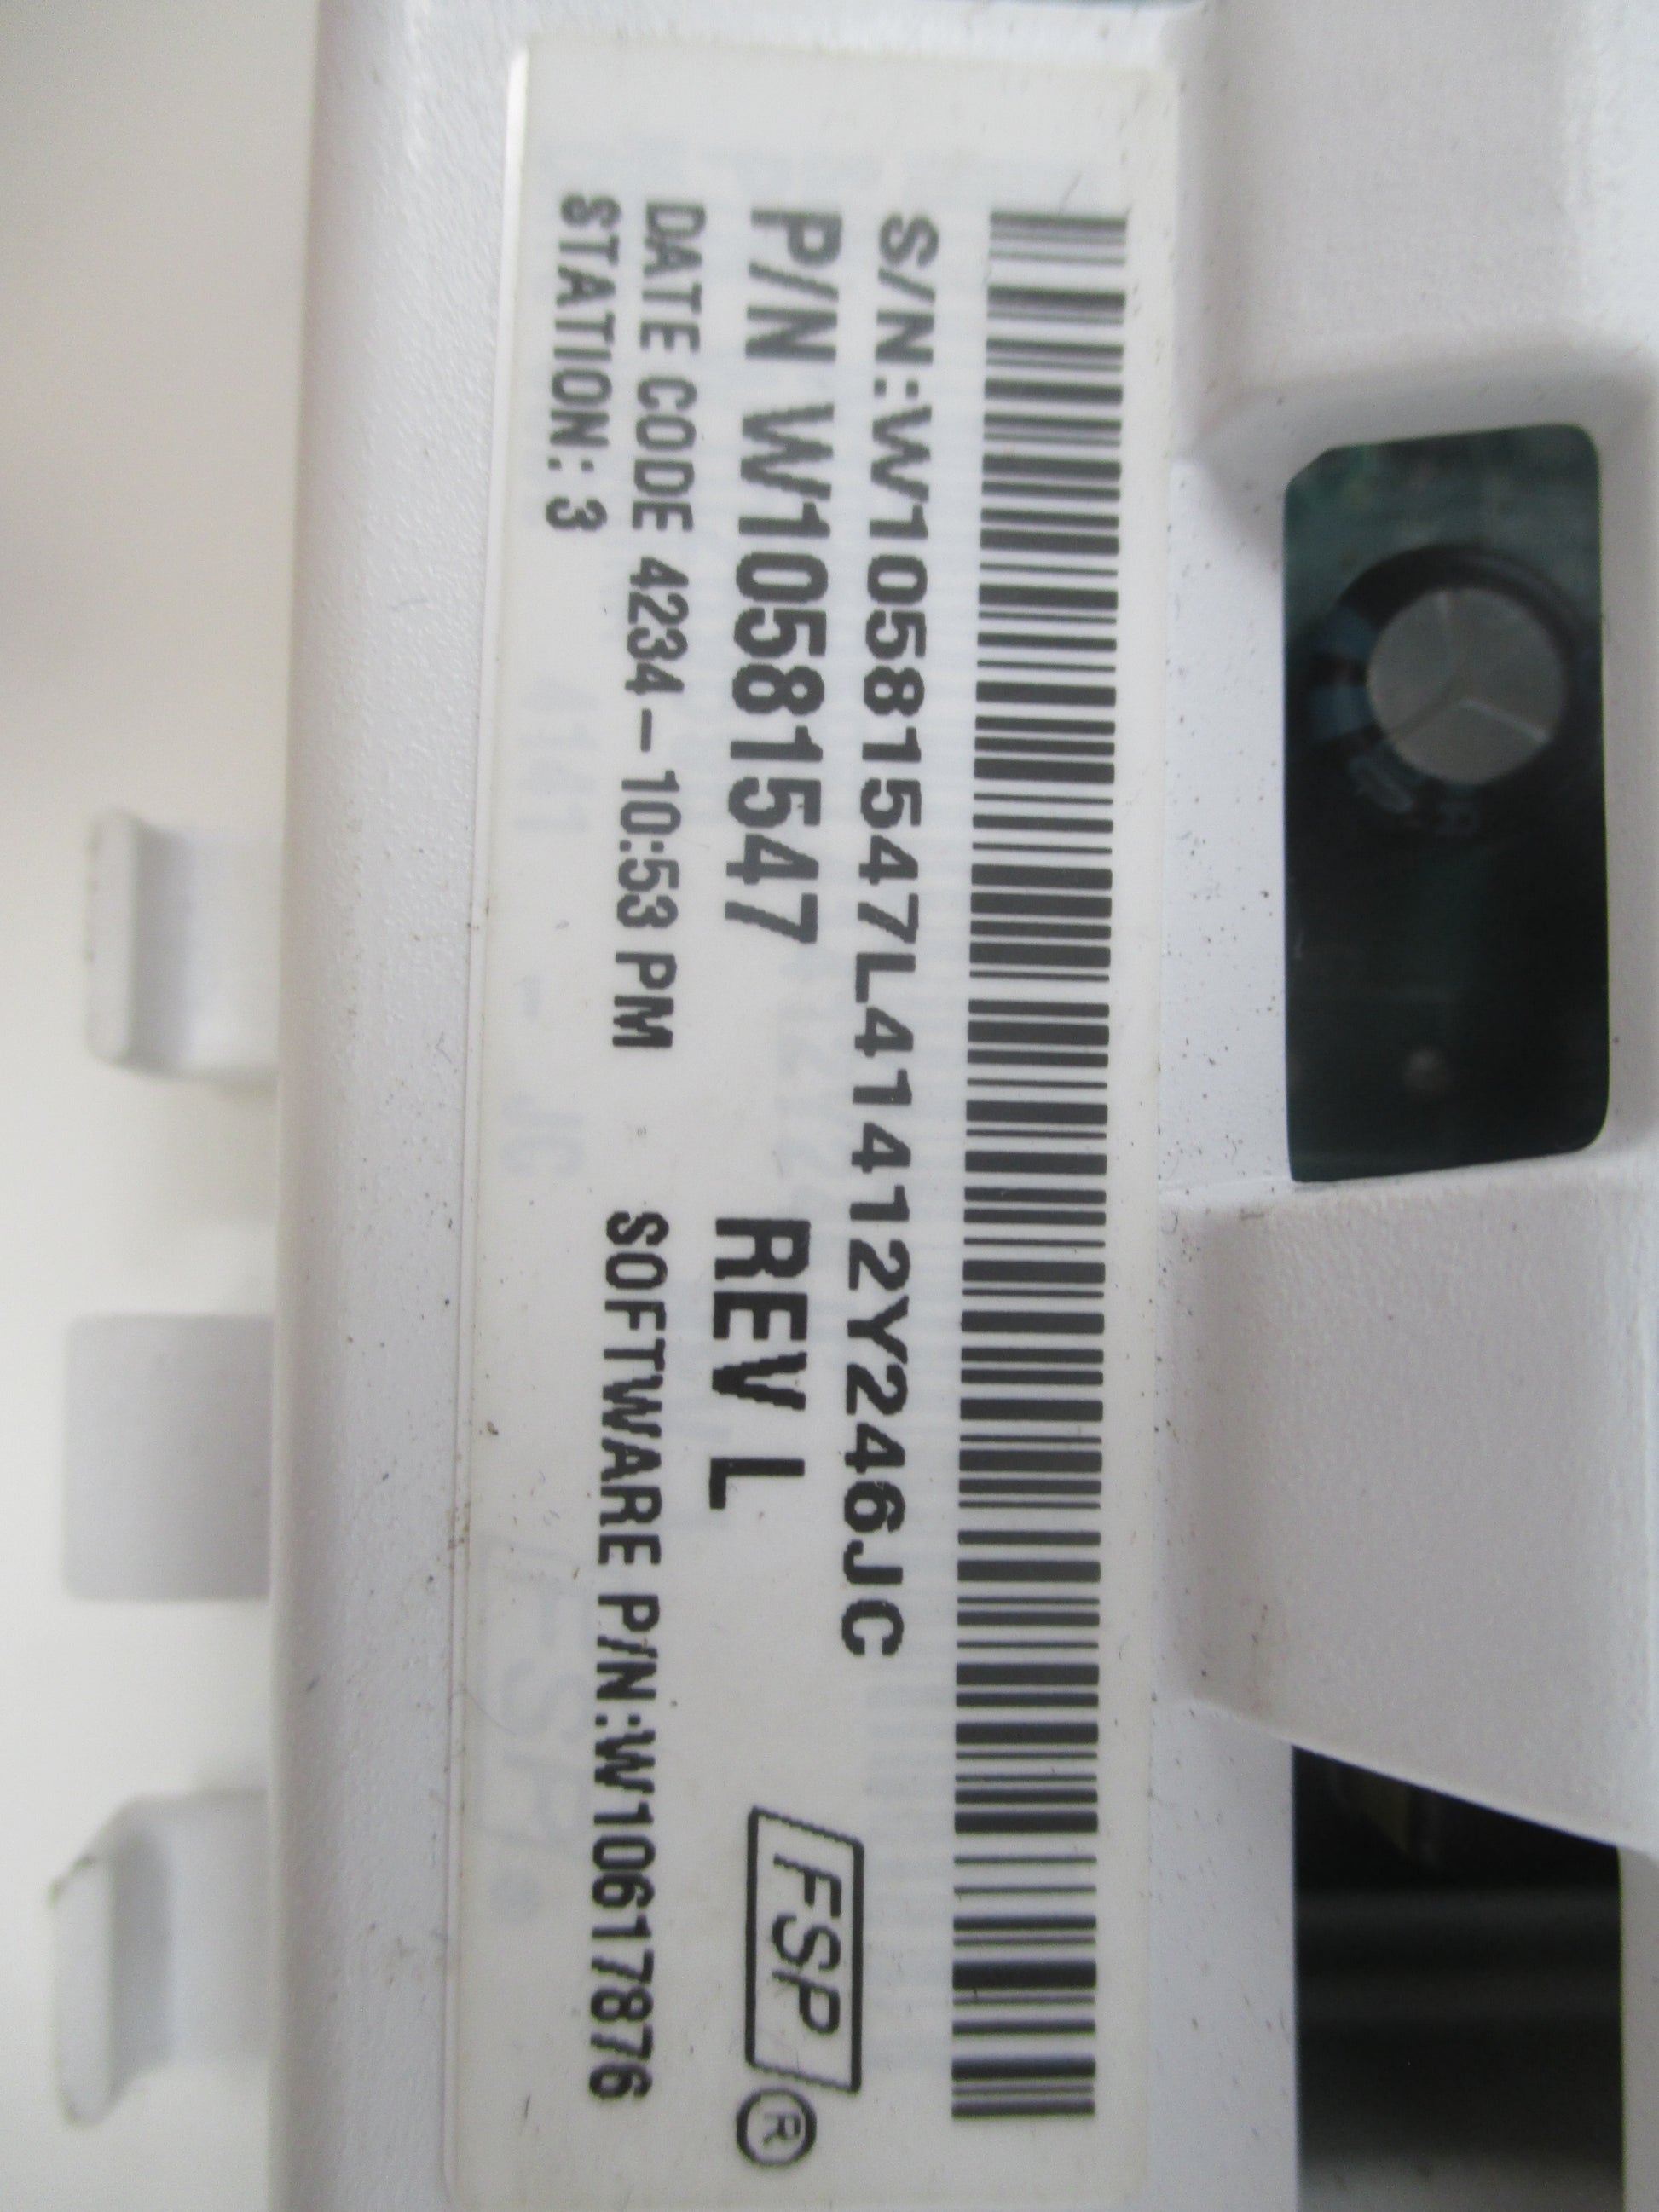 S/N:W10581547L41412Y246JC
P/N W10581547 REV L
FSP®
DATE CODE 4234-10:53 PM SOFTWARE P/N:W10617876
STATION: 3